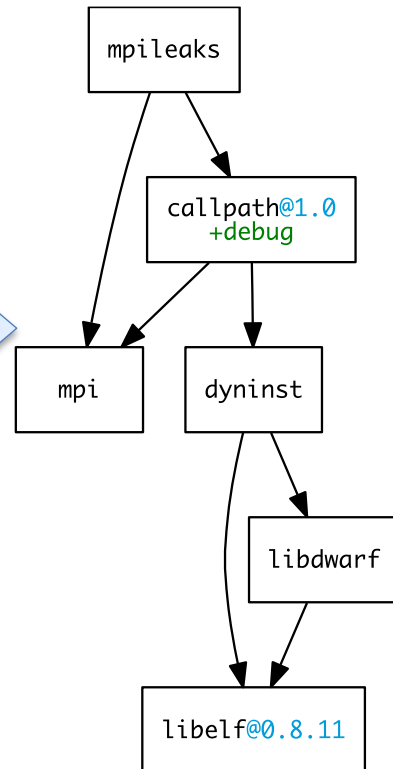 mpileaks
callpath@1.0
+debug
mpi
dyninst
libdwarf
libelf@0.8.11